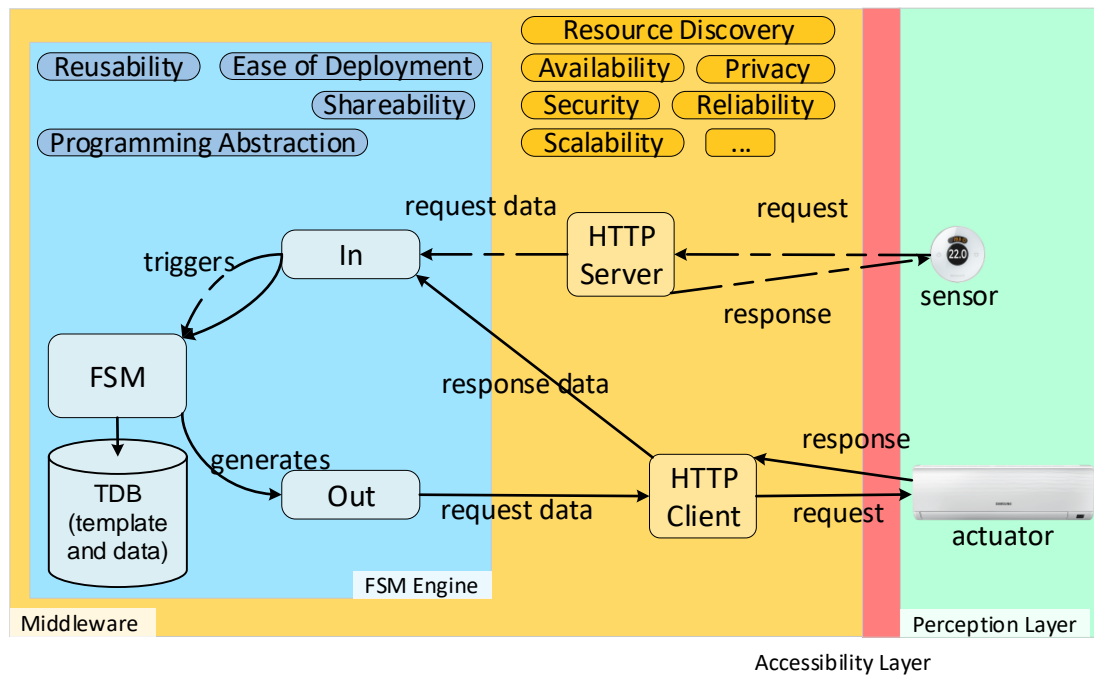 Resource Discovery
Reusability
Ease of Deployment
Availability
Privacy
Shareability
Security
Reliability
Programming Abstraction
Scalability
...
request data
request
HTTP
Server
In
triggers
22.0
sensor
response
FSM
response data
response
generates
HTTP
Client
TDB
(template
and data)
Out
request data
request
SAMSUNG
actuator
FSM Engine
Middleware
Perception Layer
Accessibility Layer